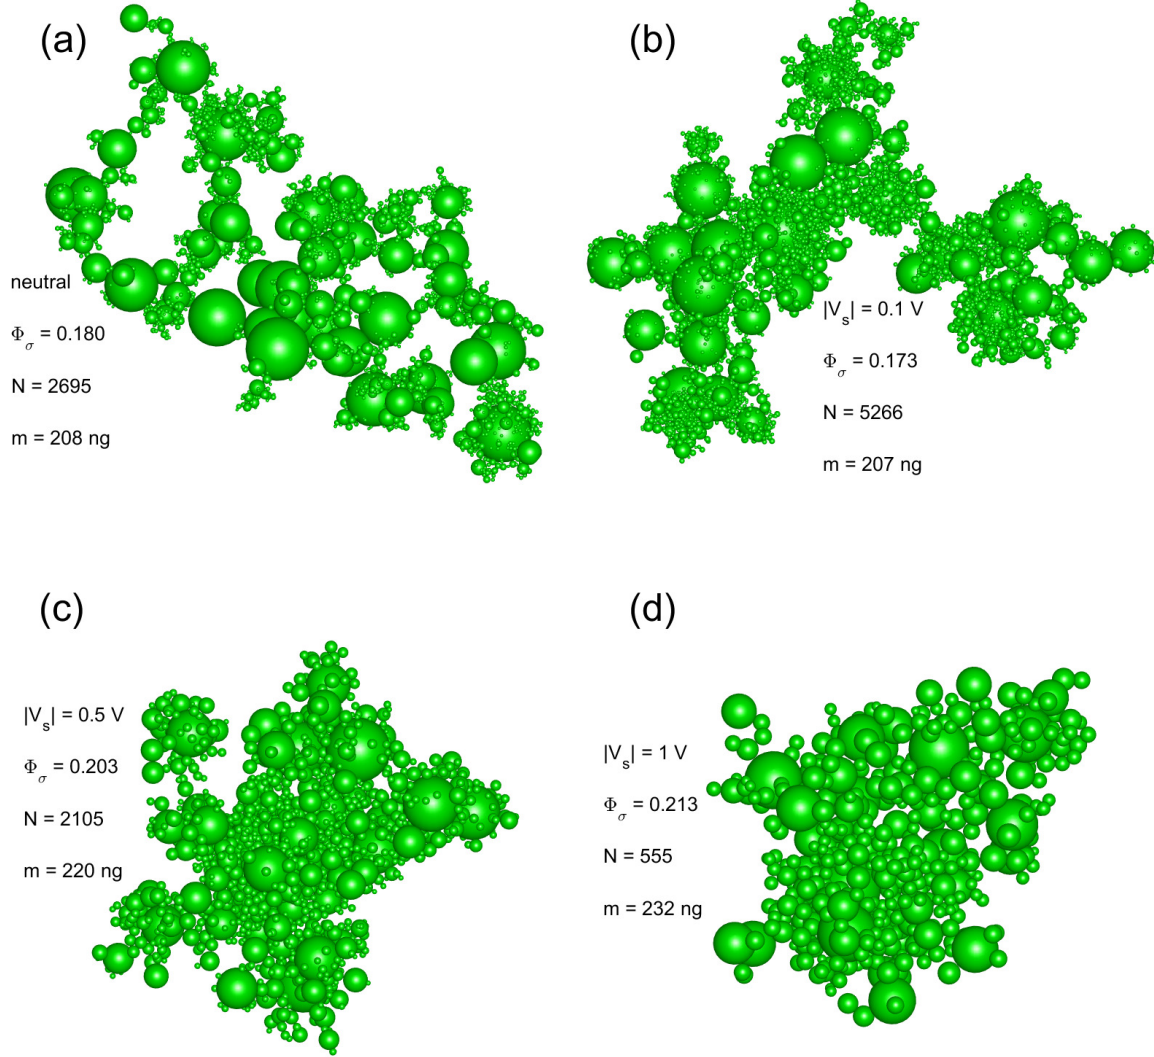 (a)
neutral
Φσ = 0.180
N = 2695
m = 208 ng
(b)
|Vs| = 0.1 V
Φσ = 0.173
N = 5266
m = 207 ng
(c)
|Vs| = 0.5 V
Φσ = 0.203
N = 2105
m = 220 ng
(d)
|Vs| = 1 V
Φσ = 0.213
N = 555
m = 232 ng